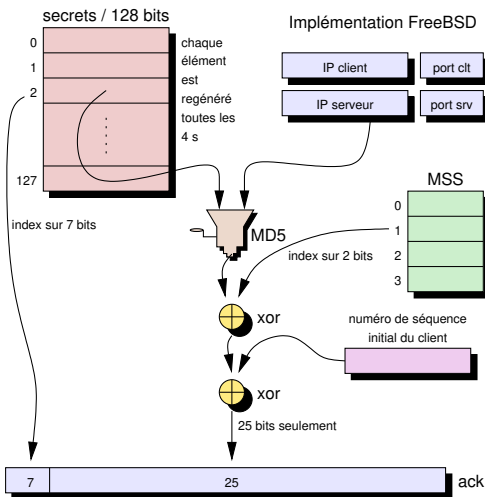 secrets / 128 bits
Implémentation FreeBSD
0
1
2
127
chaque
élément
est
regénéré
toutes les
4 s
IP client
port clt
IP serveur
port srv
MSS
0
1
2
3
index sur 7 bits
MD5
index sur 2 bits
xor
numéro de séquence
initial du client
xor
25 bits seulement
7
25
ack